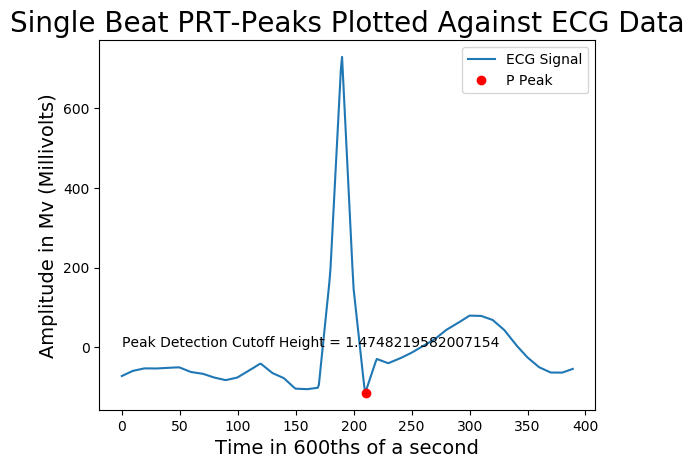 Single Beat PRT-Peaks Plotted Against ECG Data
ECG Signal
P Peak
Amplitude in Mv (Millivolts)
600
400
200
0
Peak Detection Cutoff Height = 1.4748219582007154
0 50 100 150 200 250 300 350 400
Time in 600ths of a second